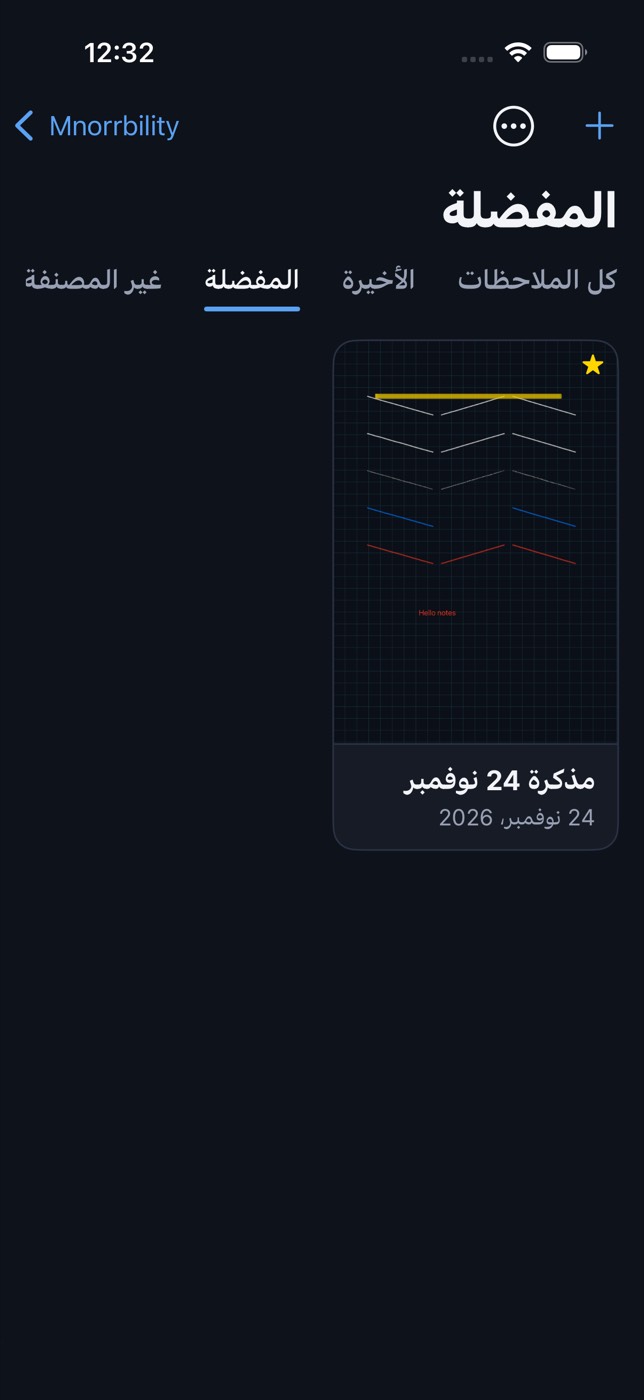 12:32
Mnorrbility
المفضلة
كل الملاحظات الأخيرة المفضلة غير المصنفة
Hello notes
مذكرة 24 نوفمبر
24 نوفمبر، 2026